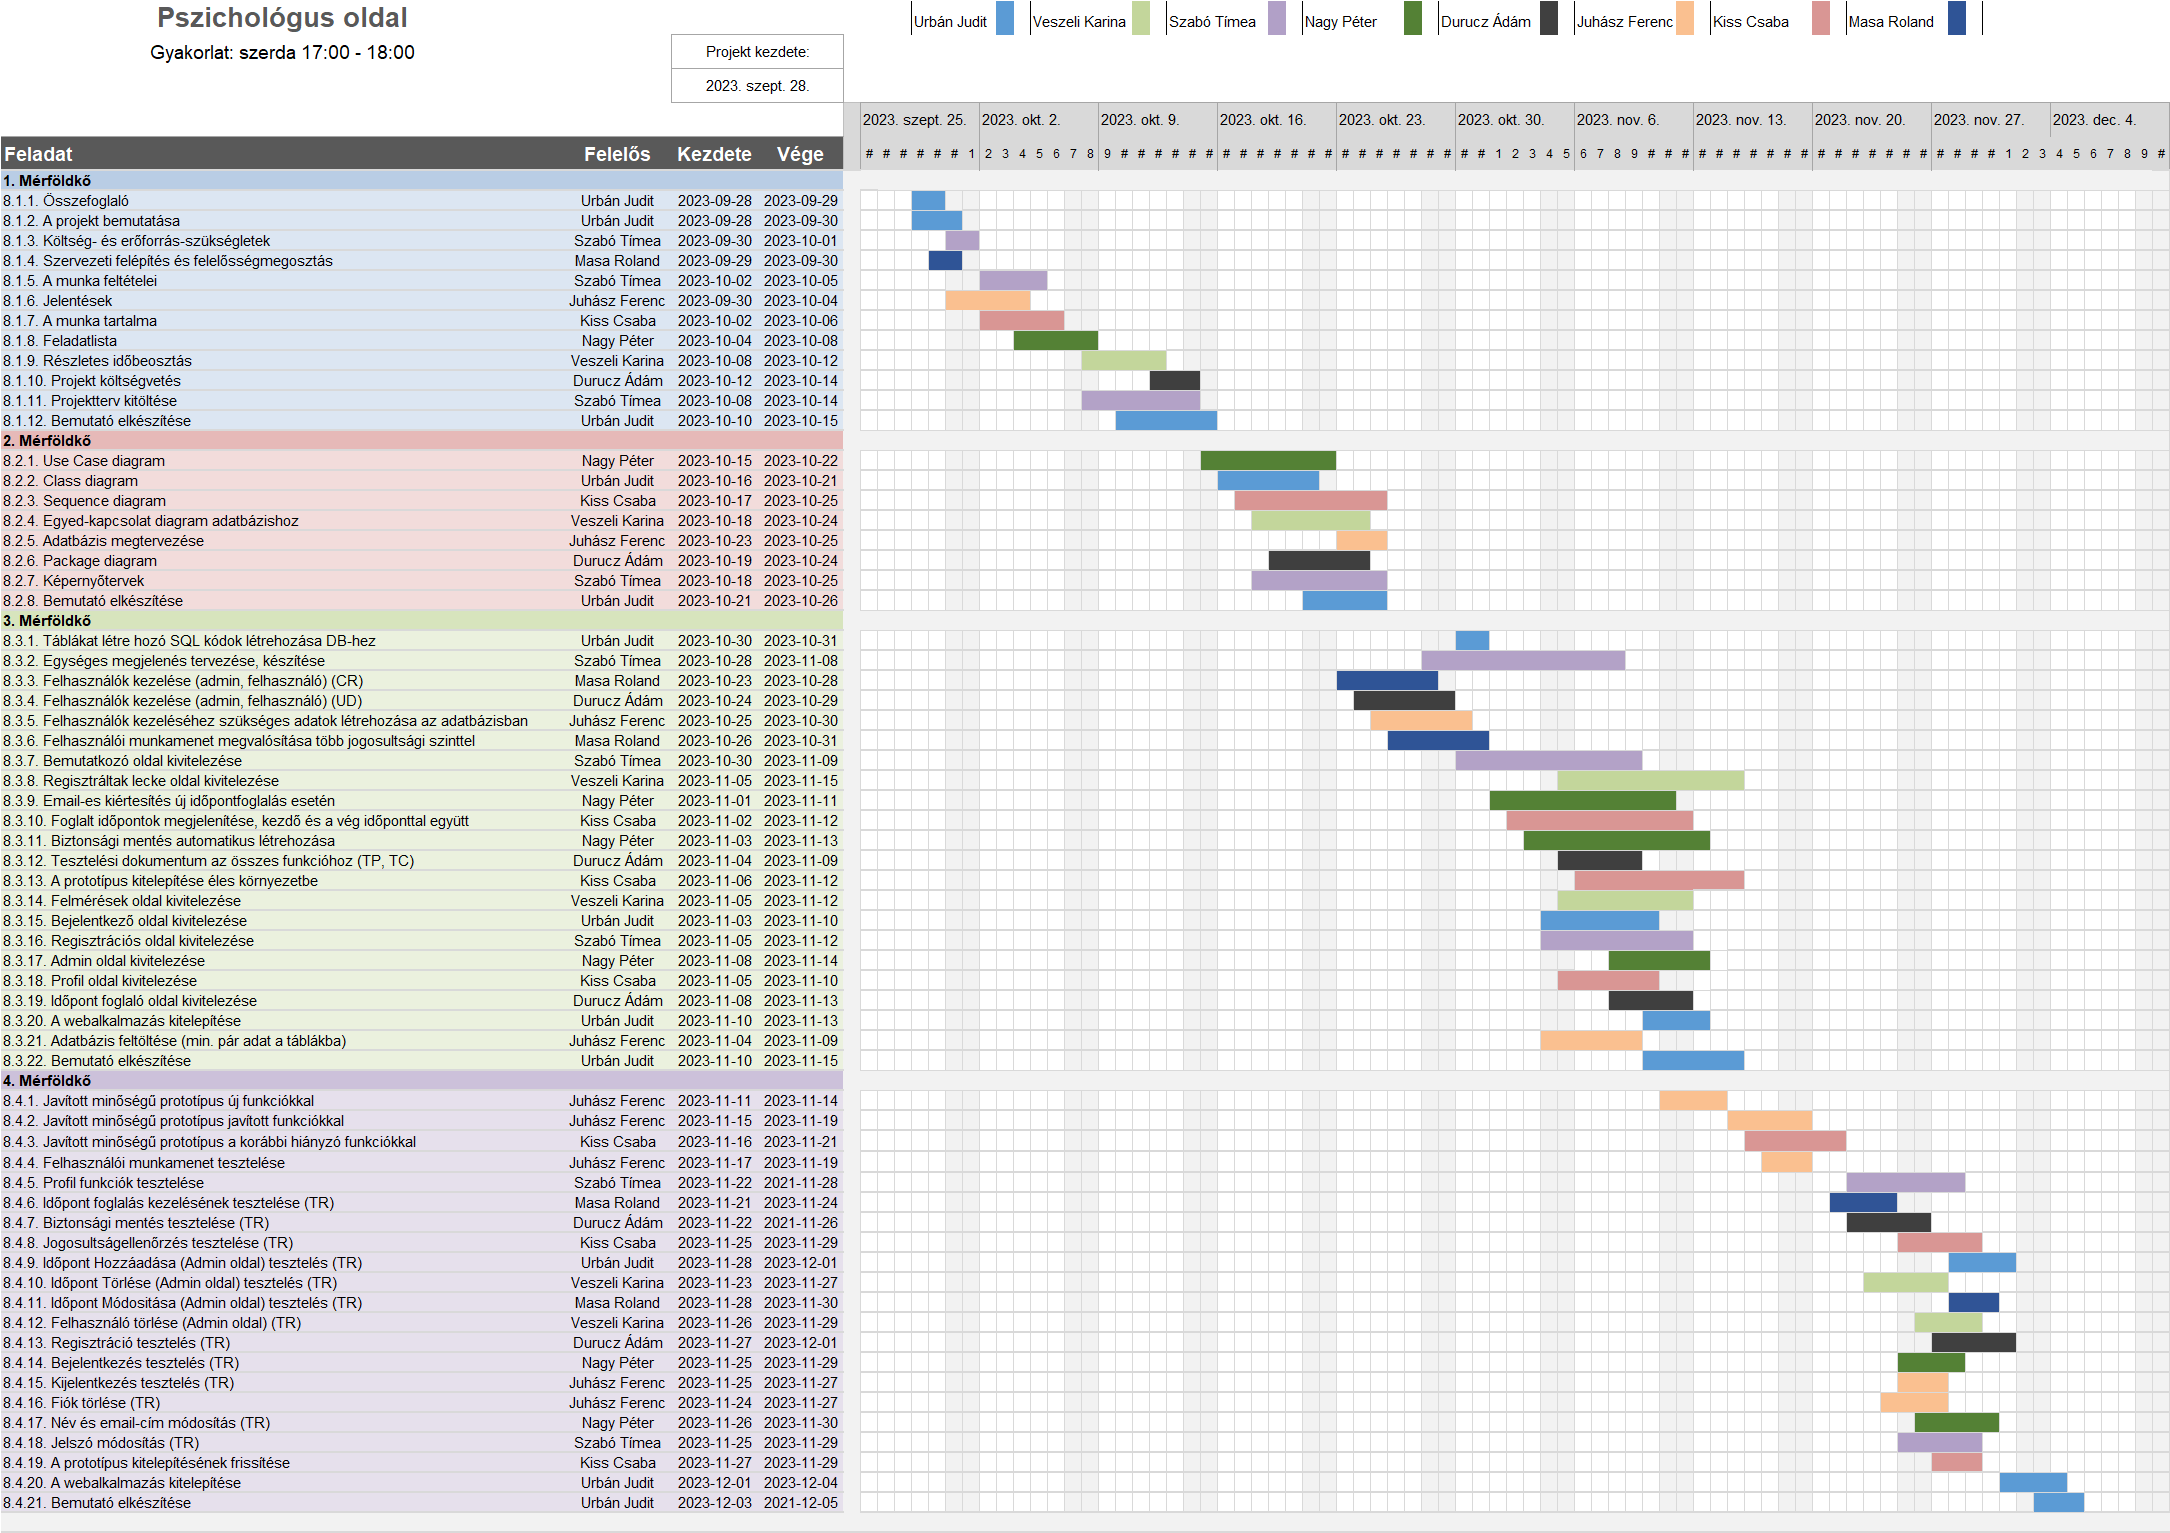 Pszichológus oldal
Gyakorlat: szerda 17:00 - 18:00
Urbán Judit Veszeli Karina Szabó Tímea Nagy Péter Durucz Ádám Juhász Ferenc Kiss Csaba Masa Roland
Projekt kezdete:
2023. szept. 28.
2023. szept. 25. 2023. okt. 2. 2023. okt. 9. 2023. okt. 16. 2023. okt. 23. 2023. okt. 30. 2023. nov. 6. 2023. nov. 13. 2023. nov. 20. 2023. nov. 27. 2023. dec. 4.
Feladat Felelős Kezdete Vége # # # # # # 1 2 3 4 5 6 7 8 9 # # # # # # # # # # # # # # # # # # # # # # 1 2 3 4 5 6 7 8 9 # # # # # # # # # # # # # # # # # # # # # 1 2 3 4 5 6 7 8 9 #
1. Mérföldkő
8.1.1. Összefoglaló Urbán Judit 2023-09-28 2023-09-29
8.1.2. A projekt bemutatása Urbán Judit 2023-09-28 2023-09-30
8.1.3. Költség- és erőforrás-szükségletek Szabó Tímea 2023-09-30 2023-10-01
8.1.4. Szervezeti felépítés és felelősségmegosztás Masa Roland 2023-09-29 2023-09-30
8.1.5. A munka feltételei Szabó Tímea 2023-10-02 2023-10-05
8.1.6. Jelentések Juhász Ferenc 2023-09-30 2023-10-04
8.1.7. A munka tartalma Kiss Csaba 2023-10-02 2023-10-06
8.1.8. Feladatlista Nagy Péter 2023-10-04 2023-10-08
8.1.9. Részletes időbeosztás Veszeli Karina 2023-10-08 2023-10-12
8.1.10. Projekt költségvetés Durucz Ádám 2023-10-12 2023-10-14
8.1.11. Projektterv kitöltése Szabó Tímea 2023-10-08 2023-10-14
8.1.12. Bemutató elkészítése Urbán Judit 2023-10-10 2023-10-15
2. Mérföldkő
8.2.1. Use Case diagram Nagy Péter 2023-10-15 2023-10-22
8.2.2. Class diagram Urbán Judit 2023-10-16 2023-10-21
8.2.3. Sequence diagram Kiss Csaba 2023-10-17 2023-10-25
8.2.4. Egyed-kapcsolat diagram adatbázishoz Veszeli Karina 2023-10-18 2023-10-24
8.2.5. Adatbázis megtervezése Juhász Ferenc 2023-10-23 2023-10-25
8.2.6. Package diagram Durucz Ádám 2023-10-19 2023-10-24
8.2.7. Képernyőtervek Szabó Tímea 2023-10-18 2023-10-25
8.2.8. Bemutató elkészítése Urbán Judit 2023-10-21 2023-10-26
3. Mérföldkő
8.3.1. Táblákat létre hozó SQL kódok létrehozása DB-hez Urbán Judit 2023-10-30 2023-10-31
8.3.2. Egységes megjelenés tervezése, készítése Szabó Tímea 2023-10-28 2023-11-08
8.3.3. Felhasználók kezelése (admin, felhasználó) (CR) Masa Roland 2023-10-23 2023-10-28
8.3.4. Felhasználók kezelése (admin, felhasználó) (UD) Durucz Ádám 2023-10-24 2023-10-29
8.3.5. Felhasználók kezeléséhez szükséges adatok létrehozása az adatbázisban Juhász Ferenc 2023-10-25 2023-10-30
8.3.6. Felhasználói munkamenet megvalósítása több jogosultsági szinttel Masa Roland 2023-10-26 2023-10-31
8.3.7. Bemutatkozó oldal kivitelezése Szabó Tímea 2023-10-30 2023-11-09
8.3.8. Regisztráltak lecke oldal kivitelezése Veszeli Karina 2023-11-05 2023-11-15
8.3.9. Email-es kiértesítés új időpontfoglalás esetén Nagy Péter 2023-11-01 2023-11-11
8.3.10. Foglalt időpontok megjelenítése, kezdő és a vég időponttal együtt Kiss Csaba 2023-11-02 2023-11-12
8.3.11. Biztonsági mentés automatikus létrehozása Nagy Péter 2023-11-03 2023-11-13
8.3.12. Tesztelési dokumentum az összes funkcióhoz (TP, TC) Durucz Ádám 2023-11-04 2023-11-09
8.3.13. A prototípus kitelepítése éles környezetbe Kiss Csaba 2023-11-06 2023-11-12
8.3.14. Felmérések oldal kivitelezése Veszeli Karina 2023-11-05 2023-11-12
8.3.15. Bejelentkező oldal kivitelezése Urbán Judit 2023-11-03 2023-11-10
8.3.16. Regisztrációs oldal kivitelezése Szabó Tímea 2023-11-05 2023-11-12
8.3.17. Admin oldal kivitelezése Nagy Péter 2023-11-08 2023-11-14
8.3.18. Profil oldal kivitelezése Kiss Csaba 2023-11-05 2023-11-10
8.3.19. Időpont foglaló oldal kivitelezése Durucz Ádám 2023-11-08 2023-11-13
8.3.20. A webalkalmazás kitelepítése Urbán Judit 2023-11-10 2023-11-13
8.3.21. Adatbázis feltöltése (min. pár adat a táblákba) Juhász Ferenc 2023-11-04 2023-11-09
8.3.22. Bemutató elkészítése Urbán Judit 2023-11-10 2023-11-15
4. Mérföldkő
8.4.1. Javított minőségű prototípus új funkciókkal Juhász Ferenc 2023-11-11 2023-11-14
8.4.2. Javított minőségű prototípus javított funkciókkal Juhász Ferenc 2023-11-15 2023-11-19
8.4.3. Javított minőségű prototípus a korábbi hiányzó funkciókkal Kiss Csaba 2023-11-16 2023-11-21
8.4.4. Felhasználói munkamenet tesztelése Juhász Ferenc 2023-11-17 2023-11-19
8.4.5. Profil funkciók tesztelése Szabó Tímea 2023-11-22 2021-11-28
8.4.6. Időpont foglalás kezelésének tesztelése (TR) Masa Roland 2023-11-21 2023-11-24
8.4.7. Biztonsági mentés tesztelése (TR) Durucz Ádám 2023-11-22 2021-11-26
8.4.8. Jogosultságellenőrzés tesztelése (TR) Kiss Csaba 2023-11-25 2023-11-29
8.4.9. Időpont Hozzáadása (Admin oldal) tesztelés (TR) Urbán Judit 2023-11-28 2023-12-01
8.4.10. Időpont Törlése (Admin oldal) tesztelés (TR) Veszeli Karina 2023-11-23 2023-11-27
8.4.11. Időpont Módosítása (Admin oldal) tesztelés (TR) Masa Roland 2023-11-28 2023-11-30
8.4.12. Felhasználó törlése (Admin oldal) (TR) Veszeli Karina 2023-11-26 2023-11-29
8.4.13. Regisztráció tesztelés (TR) Durucz Ádám 2023-11-27 2023-12-01
8.4.14. Bejelentkezés tesztelés (TR) Nagy Péter 2023-11-25 2023-11-29
8.4.15. Kijelentkezés tesztelés (TR) Juhász Ferenc 2023-11-25 2023-11-27
8.4.16. Fiók törlése (TR) Juhász Ferenc 2023-11-24 2023-11-27
8.4.17. Név és email-cím módosítás (TR) Nagy Péter 2023-11-26 2023-11-30
8.4.18. Jelszó módosítás (TR) Szabó Tímea 2023-11-25 2023-11-29
8.4.19. A prototípus kitelepítésének frissítése Kiss Csaba 2023-11-27 2023-11-29
8.4.20. A webalkalmazás kitelepítése Urbán Judit 2023-12-01 2023-12-04
8.4.21. Bemutató elkészítése Urbán Judit 2023-12-03 2021-12-05